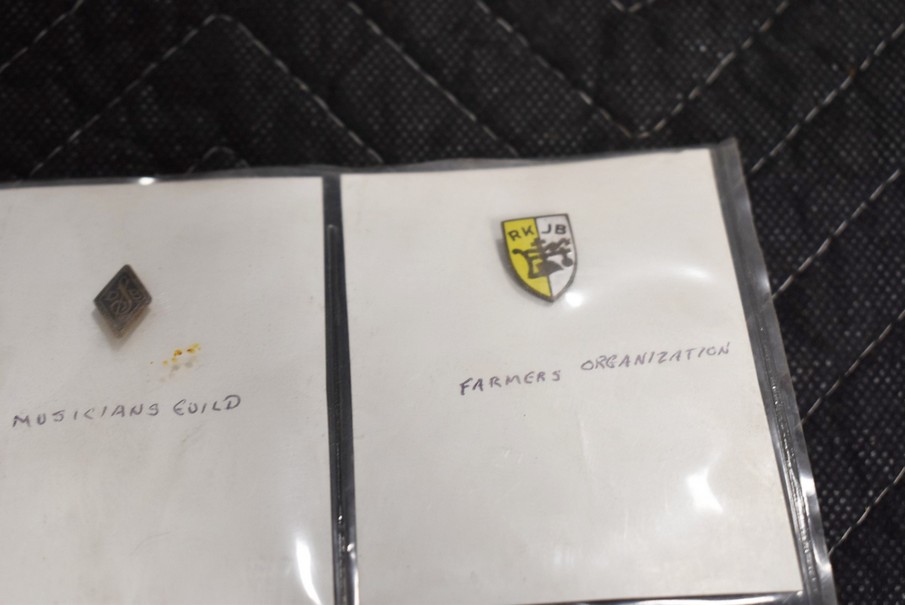 RK JB
MUSICIANS GUILD
FARMERS ORGANIZATION